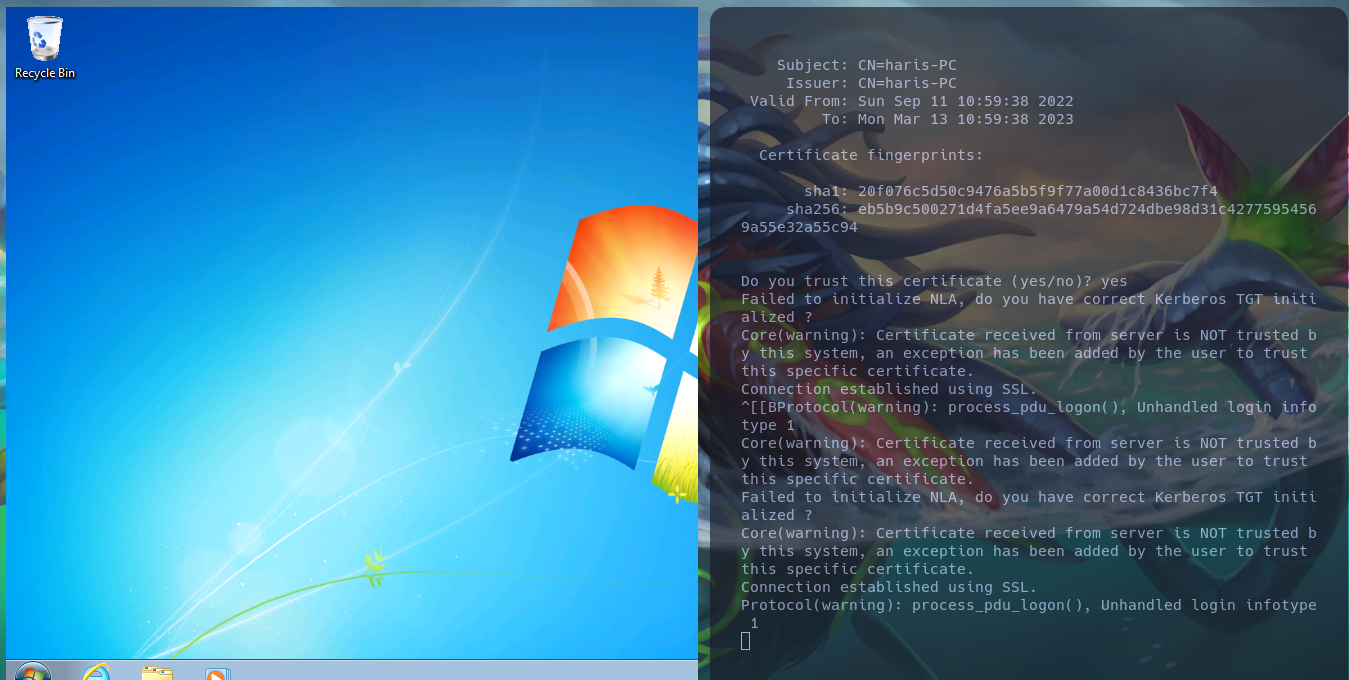 Recycle Bin
Subject: CN=haris-PC
Issuer: CN=haris-PC
Valid From: Sun Sep 11 10:59:38 2022
To: Mon Mar 13 10:59:38 2023
Certificate fingerprints:
sha1: 20f076c5d50c9476a5b5f9f77a00d1c8436bc7f4
sha256: eb5b9c500271d4fa5ee9a6479a54d724dbe98d31c4277595456
9a55e32a55c94
Do you trust this certificate (yes/no)? yes
Failed to initialize NLA, do you have correct Kerberos TGT initi
alized ?
Core(warning): Certificate received from server is NOT trusted b
y this system, an exception has been added by the user to trust
this specific certificate.
Connection established using SSL.
^[[BProtocol(warning): process_pdu_logon(), Unhandled login info
type 1
Core(warning): Certificate received from server is NOT trusted b
y this system, an exception has been added by the user to trust
this specific certificate.
Failed to initialize NLA, do you have correct Kerberos TGT initi
alized ?
Core(warning): Certificate received from server is NOT trusted b
y this system, an exception has been added by the user to trust
this specific certificate.
Connection established using SSL.
Protocol(warning): process_pdu_logon(), Unhandled login infotype
1